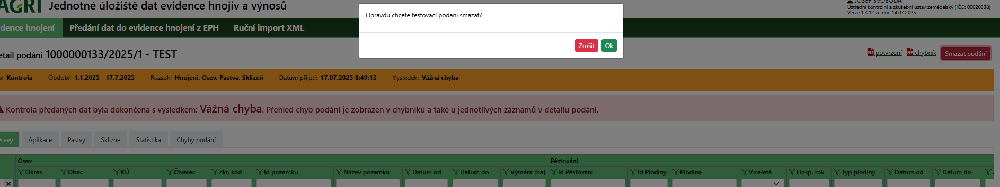 AGRI Jednotné úložiště dat evidence hnojiv a výnosů
JOSEF SVOBODA
Ústřední kontrolní a zkušební ústav zemědělský (IČO: 00020338)
Verze 1.3.12 ze dne 14.07.2025
Opravdu chcete testovací podani smazat?
Zrušit Ok
dence hnojení Předání dat do evidence hnojení z EPH Ruční import XML
etail podání 1000000133/2025/1 - TEST
potvrzení chybník Smazat podání
: Kontrola Období: 1.1.2025 - 17.7.2025 Rozsah: Hnojeni, Osev, Pastva, Sklizeň Datum přijetí: 17.07.2025 8:49:13 Vysledek: Vážná chyba
Kontrola předaných dat byla dokončena s výsledkem: Vážná chyba. Přehled chyb podání je zobrazen v chybníku a také u jednotlivých záznamů v detailu podání.
sevy Aplikace Pastvy Sklizne Statistika Chyby podání
Osev Pěstování
Okres Obec KÚ Čtverec Zkr. kód Id pozemku Název pozemku Datum od Datum do Výměra [ha] Id Pěstování Id Plodiny Plodina Víceletá Hosp. rok Typ plodiny Datum od Datum do